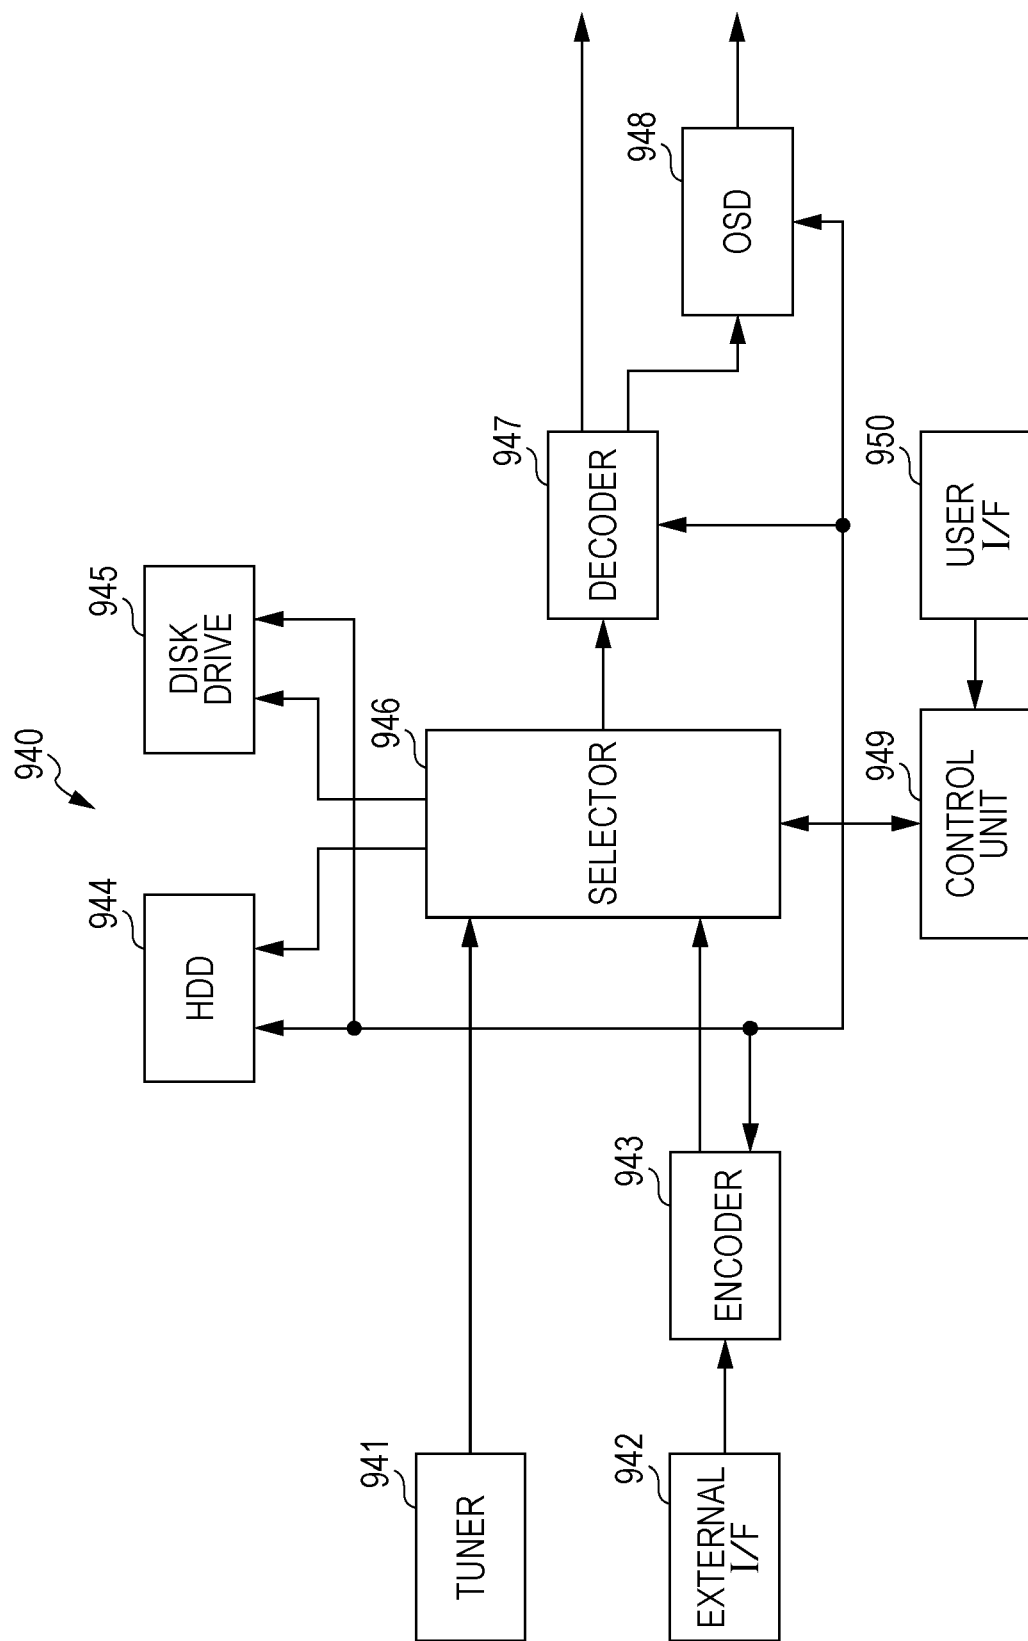 940
941
TUNER
942
EXTERNAL
I/F
943
ENCODER
944
HDD
945
DISK
DRIVE
946
SELECTOR
947
DECODER
948
OSD
949
CONTROL
UNIT
950
USER
I/F